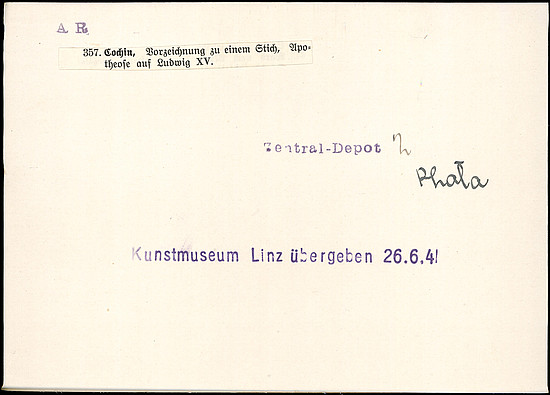 A R
357. Cochin, Vorzeichnung zu einem Stich, Apo-
theose auf Ludwig XV.
Zentral-Depot
Phota
Kunstmuseum Linz übergeben 26.6.41